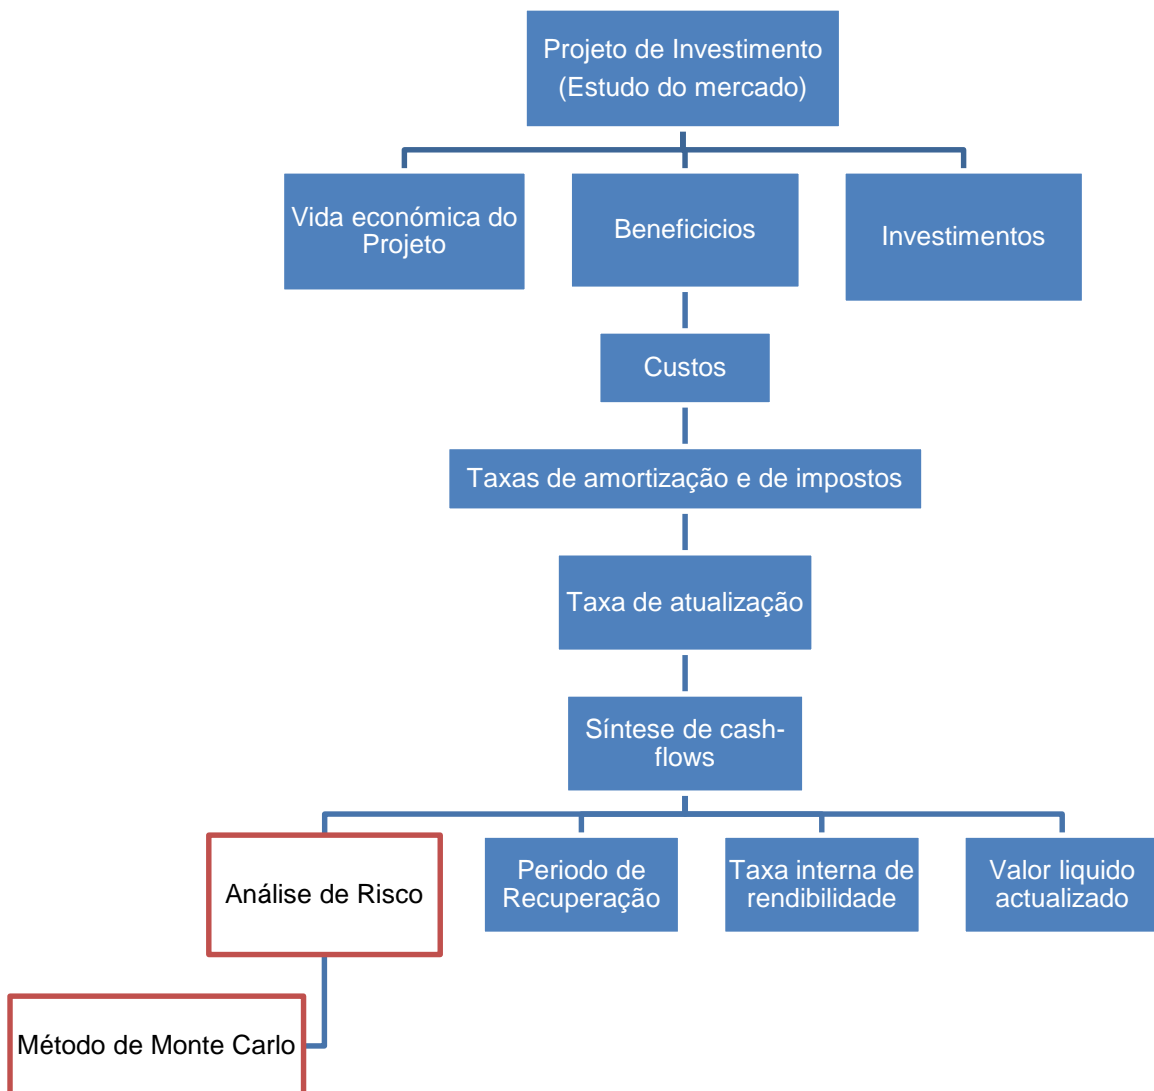 Projeto de Investimento
(Estudo do mercado)
Vida económica do
Projeto
Beneficicios
Investimentos
Custos
Taxas de amortização e de impostos
Taxa de atualização
Síntese de cash-
flows
Análise de Risco
Periodo de
Recuperação
Taxa interna de
rendibilidade
Valor liquido
actualizado
Método de Monte Carlo